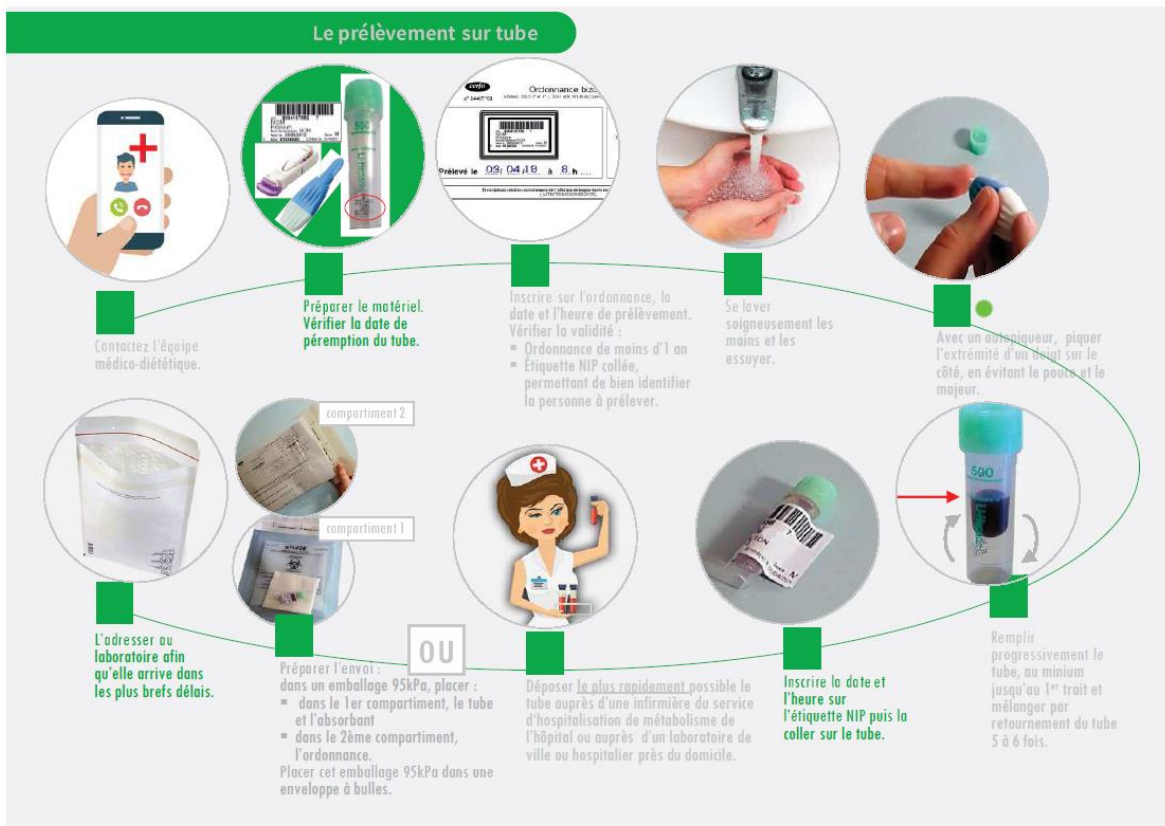 Le prélèvement sur tube
Contactez l'équipe
médico-diététique.
Préparer le matériel.
Vérifier la date de
péremption du tube.
Ordonnance bizo
Prélevé le 09/04/18 à 8 h
Inscrire sur l'ordonnance, la
date et l'heure de prélèvement.
Vérifier la validité :
Ordonnance de moins d'1 an
Étiquette NIP collée,
permettant de bien identifier
la personne à prélever.
Se laver
soigneusement les
mains et les
essuyer.
Avec un autopiqueur, piquer
l'extrémité d'un doigt sur le
côté, en évitant le pouce et le
majeur.
500
Remplir
progressivement le
tube, au minium
jusqu'au 1er trait et
mélanger par
retournement du tube
5 à 6 fois.
Inscrire la date et
l'heure sur
l'étiquette NIP puis la
coller sur le tube.
Déposer le plus rapidement possible le
tube auprès d'une infirmière du service
d'hospitalisation de métabolisme de
l'hôpital ou auprès d'un laboratoire de
ville ou hospitalier près du domicile.
OU
compartiment 2
compartiment 1
Préparer l'envoi :
dans un emballage 95kPa, placer :
dans le 1er compartiment, le tube
et l'absorbant
dans le 2ème compartiment,
l'ordonnance.
Placer cet emballage 95kPa dans une
enveloppe à bulles.
L'adresser au
laboratoire afin
qu'elle arrive dans
les plus brefs délais.